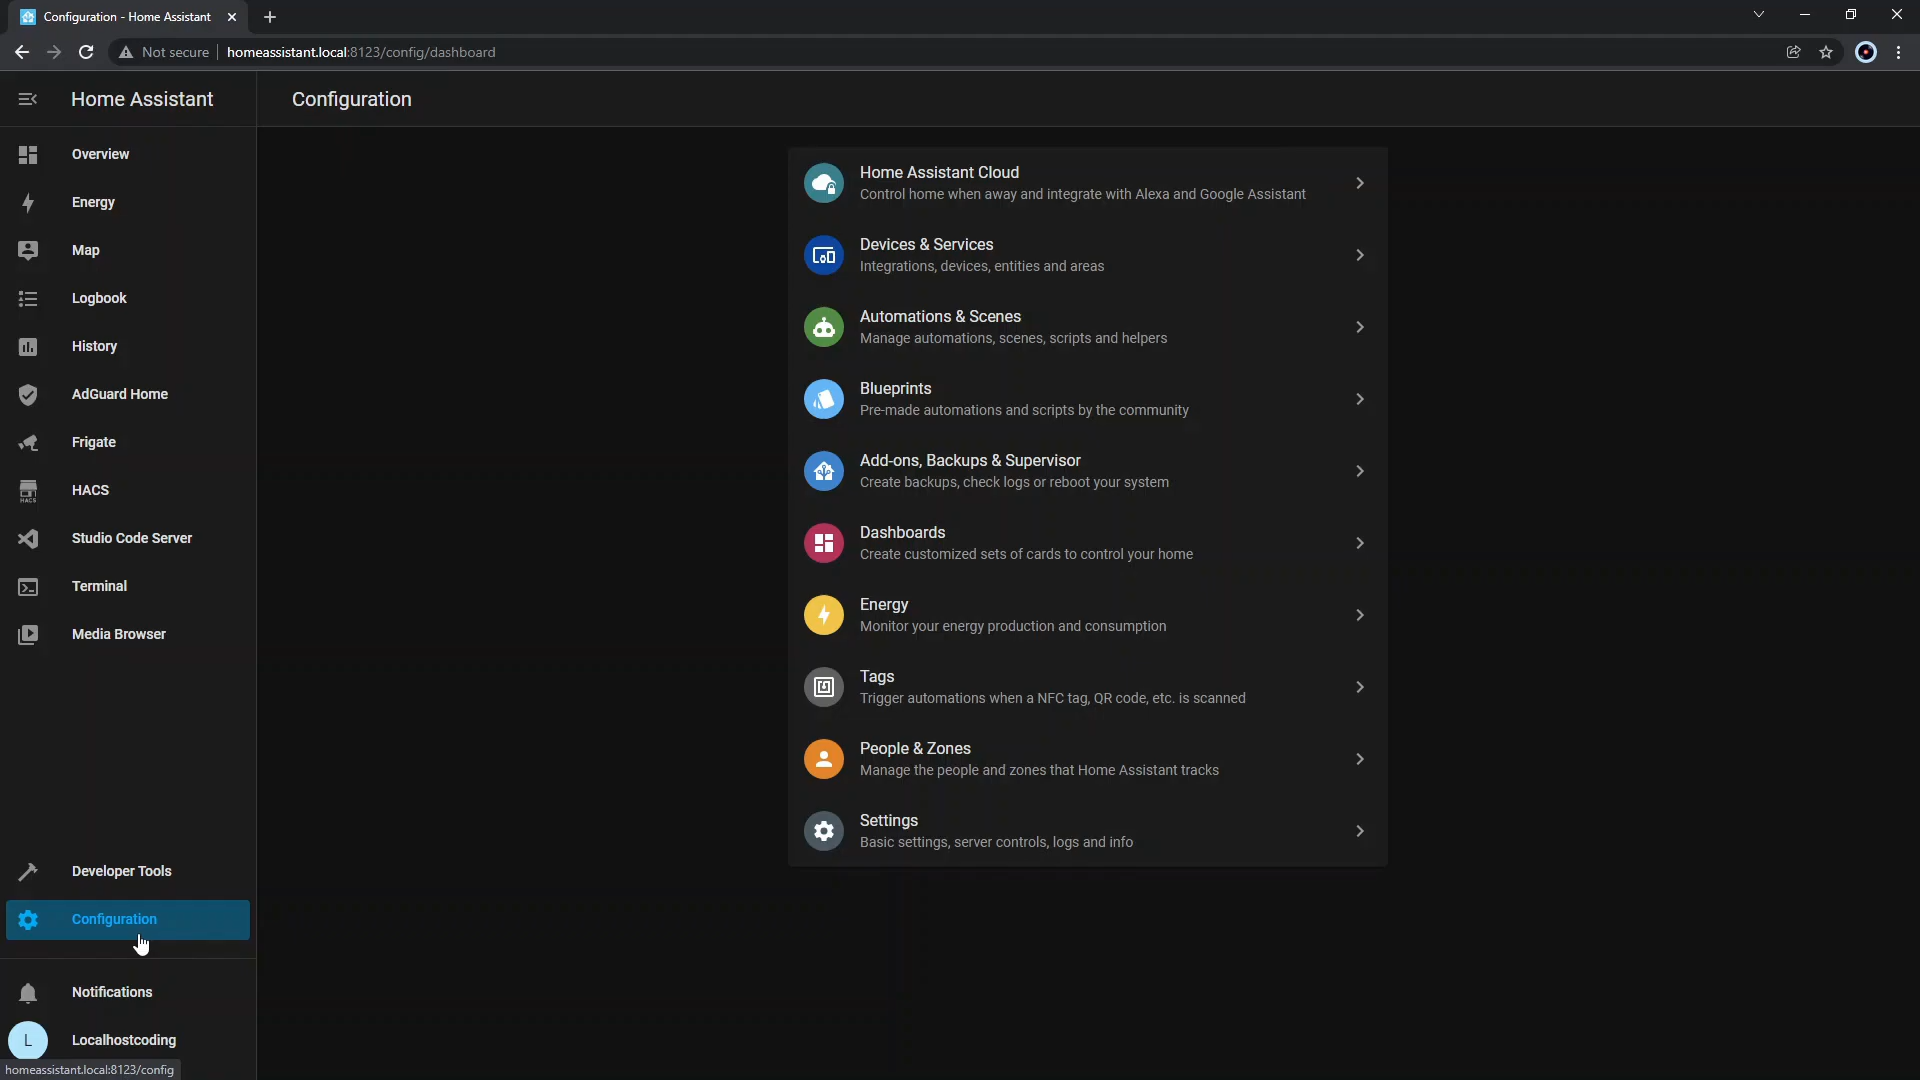 Configuration - Home Assistant
Not secure
homeassistant.local:8123/config/dashboard
Home Assistant
Configuration
Overview
Energy
Map
Logbook
History
AdGuard Home
Frigate
HACS
HACS
Studio Code Server
Terminal
Media Browser
Developer Tools
Configuration
Notifications
L
Localhostcoding
homeassistant.local:8123/config
Home Assistant Cloud
Control home when away and integrate with Alexa and Google Assistant
Devices & Services
Integrations, devices, entities and areas
Automations & Scenes
Manage automations, scenes, scripts and helpers
Blueprints
Pre-made automations and scripts by the community
Add-ons, Backups & Supervisor
Create backups, check logs or reboot your system
Dashboards
Create customized sets of cards to control your home
Energy
Monitor your energy production and consumption
Tags
Trigger automations when a NFC tag, QR code, etc. is scanned
People & Zones
Manage the people and zones that Home Assistant tracks
Settings
Basic settings, server controls, logs and info